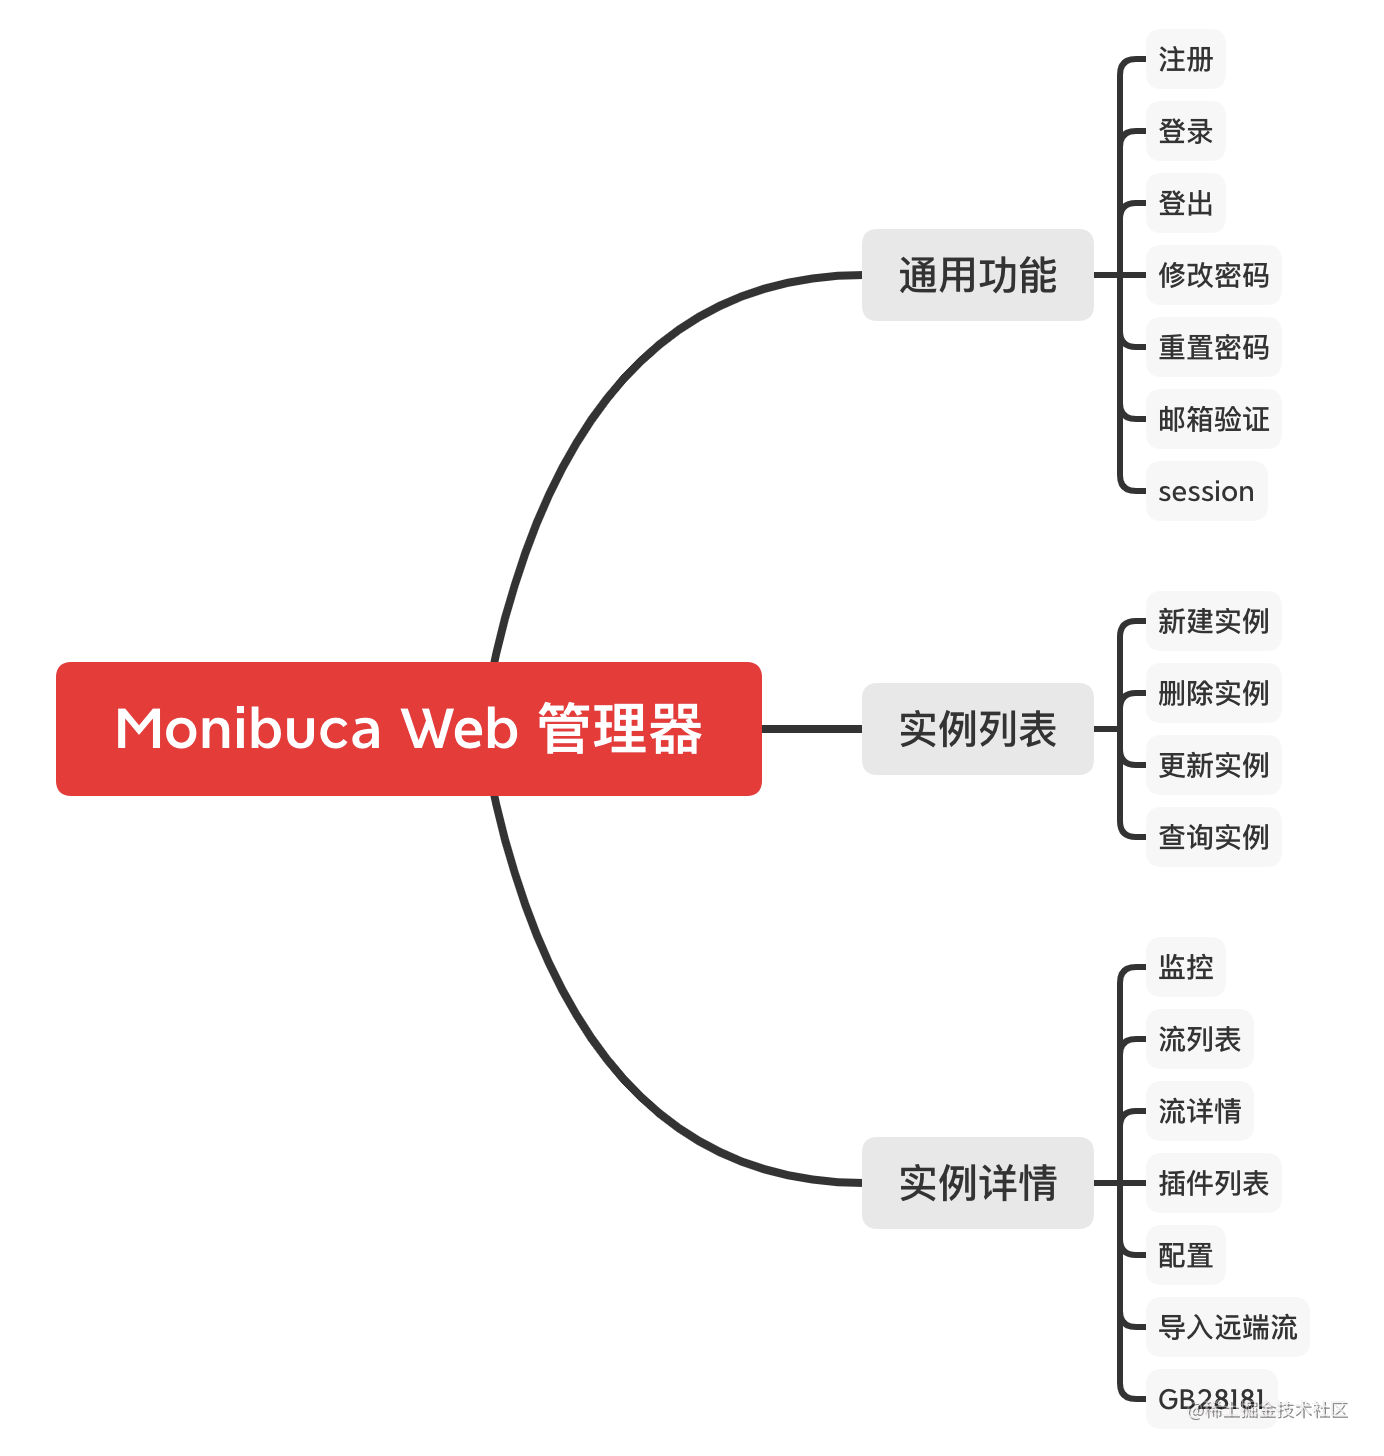 Monibuca Web 管理器
通用功能
注册
登录
登出
修改密码
重置密码
邮箱验证
session
实例列表
新建实例
删除实例
更新实例
查询实例
实例详情
监控
流列表
流详情
插件列表
配置
导入远端流
GB28181
@稀土掘金技术社区